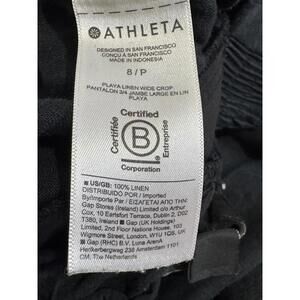 ATHLETA
DESIGNED IN SAN FRANCISCO
CONÇU À SAN FRANCISCO
MADE IN INDONESIA
8 / P
PLAYA LINEN WIDE CROP
PANTALON 3/4 JAMBE LARGE EN LIN
PLAYA
Certified
Certifiée
B
Entreprise
Corporation
US/GB: 100% LINEN
DISTRIBUIDO POR / Imported
By/Importe Par / ΕΙΣΑΓΕΤΑΙ ΑΠΟ ΤΗΝ:
Gap Stores (Ireland) Limited c/o Arthur
Cox, 10 Earlsfort Terrace, Dublin 2, D02
T380, Ireland Gap (UK Holdings)
Limited, 2nd Floor Nations House, 103
Wigmore Street, London, W1U 1QS, UK
Gap (RHC) B.V. Luna ArenA
Herikerbergweg 238 Amsterdam 1101
CM, The Netherlands